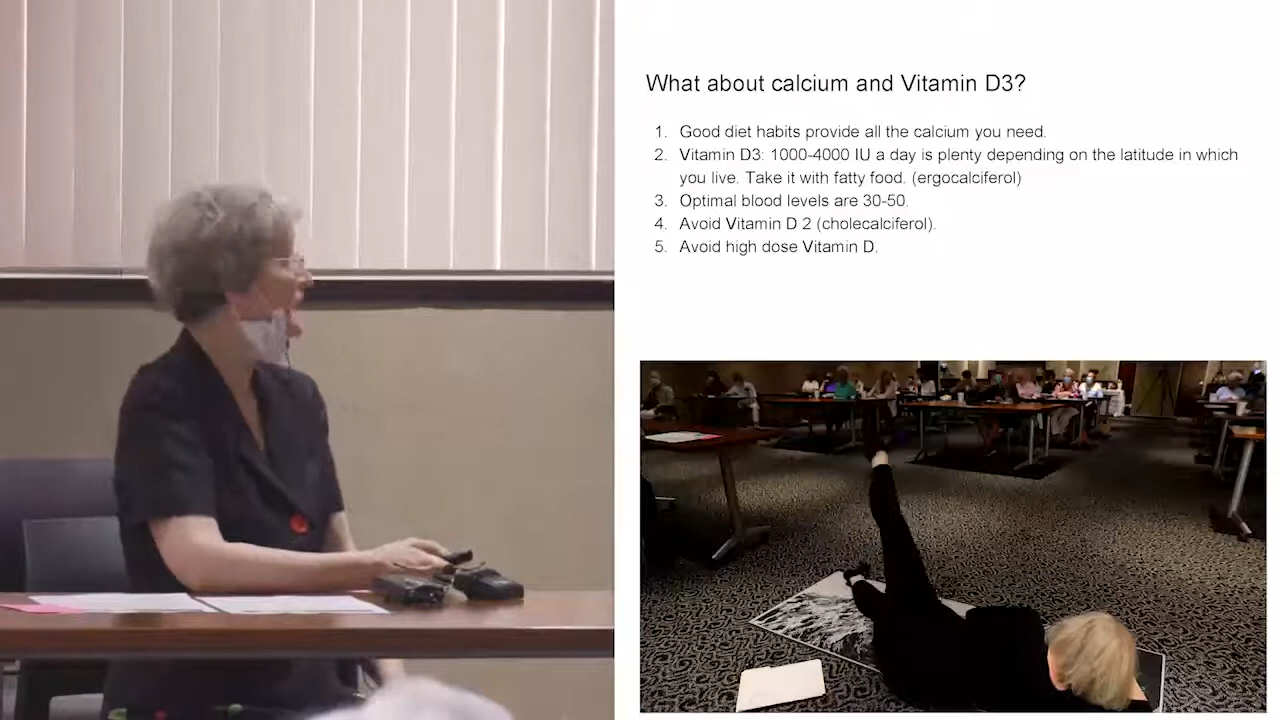 What about calcium and Vitamin D3?
1. Good diet habits provide all the calcium you need.
2. Vitamin D3: 1000-4000 IU a day is plenty depending on the latitude in which
you live. Take it with fatty food. (ergocalciferol)
3. Optimal blood levels are 30-50.
4. Avoid Vitamin D 2 (cholecalciferol).
5. Avoid high dose Vitamin D.